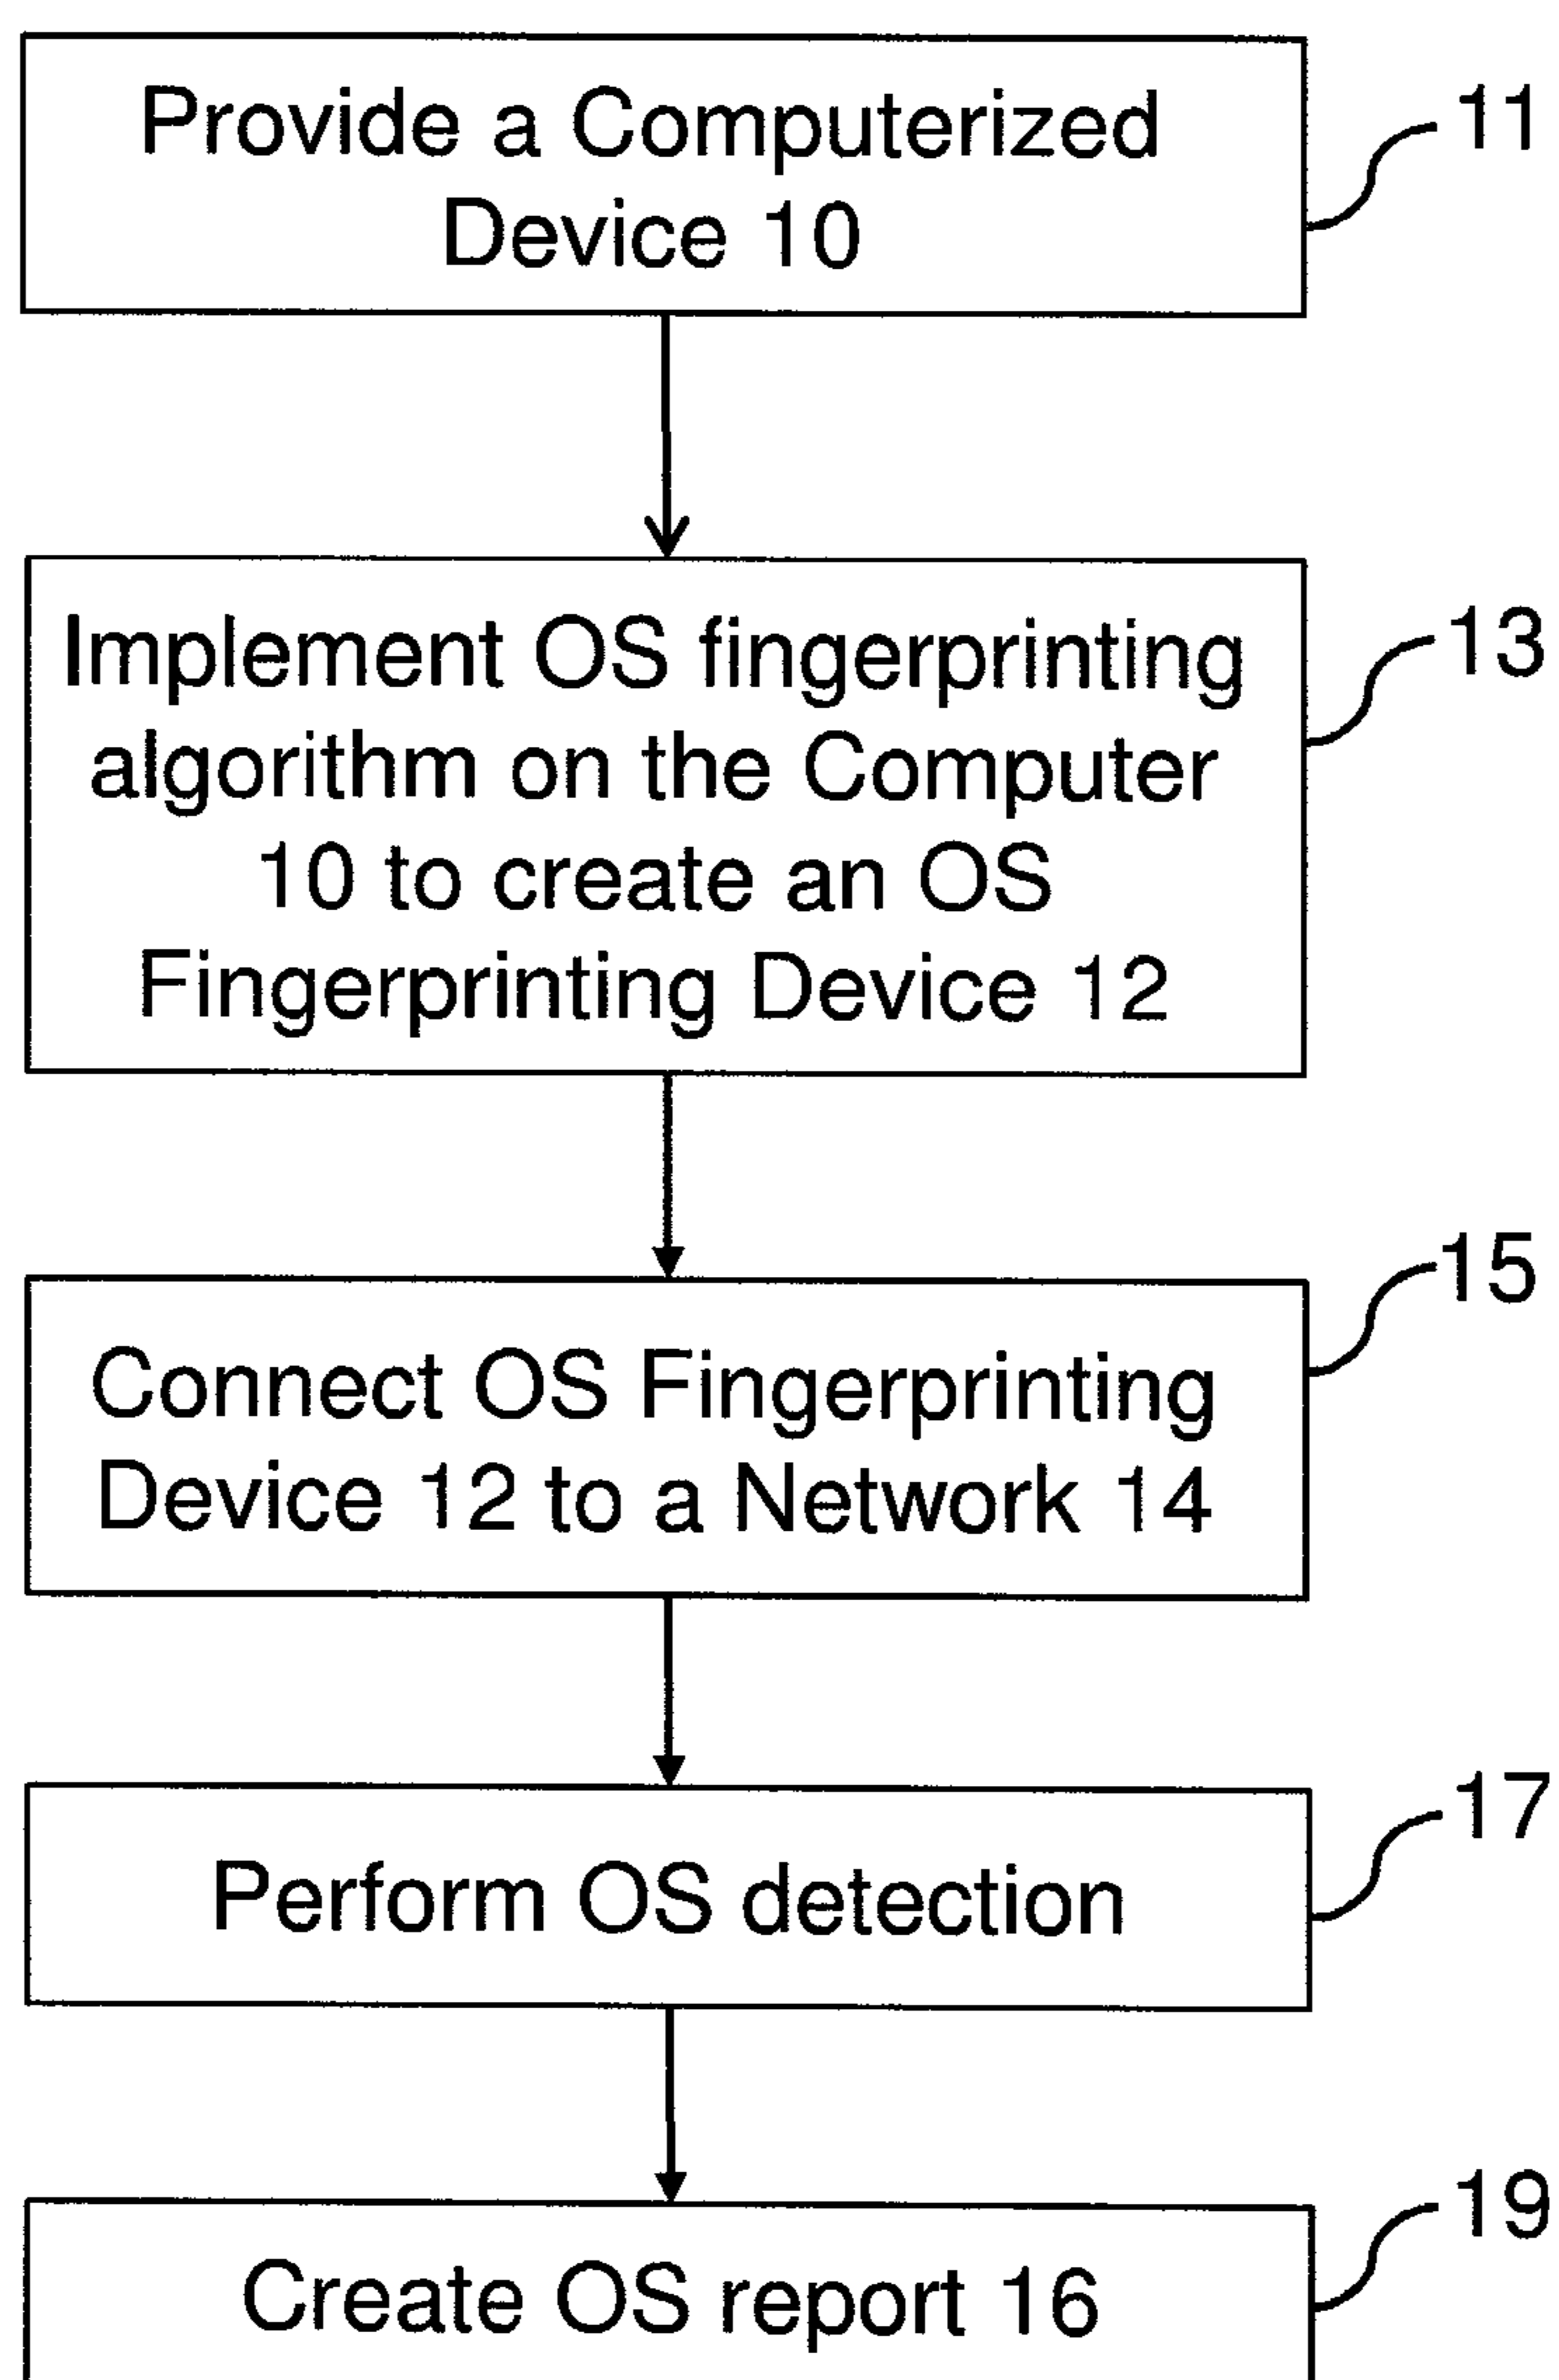 Provide a Computerized
Device 10
11
Implement OS fingerprinting
algorithm on the Computer
10 to create an OS
Fingerprinting Device 12
13
Connect OS Fingerprinting
Device 12 to a Network 14
15
Perform OS detection
17
Create OS report 16
19